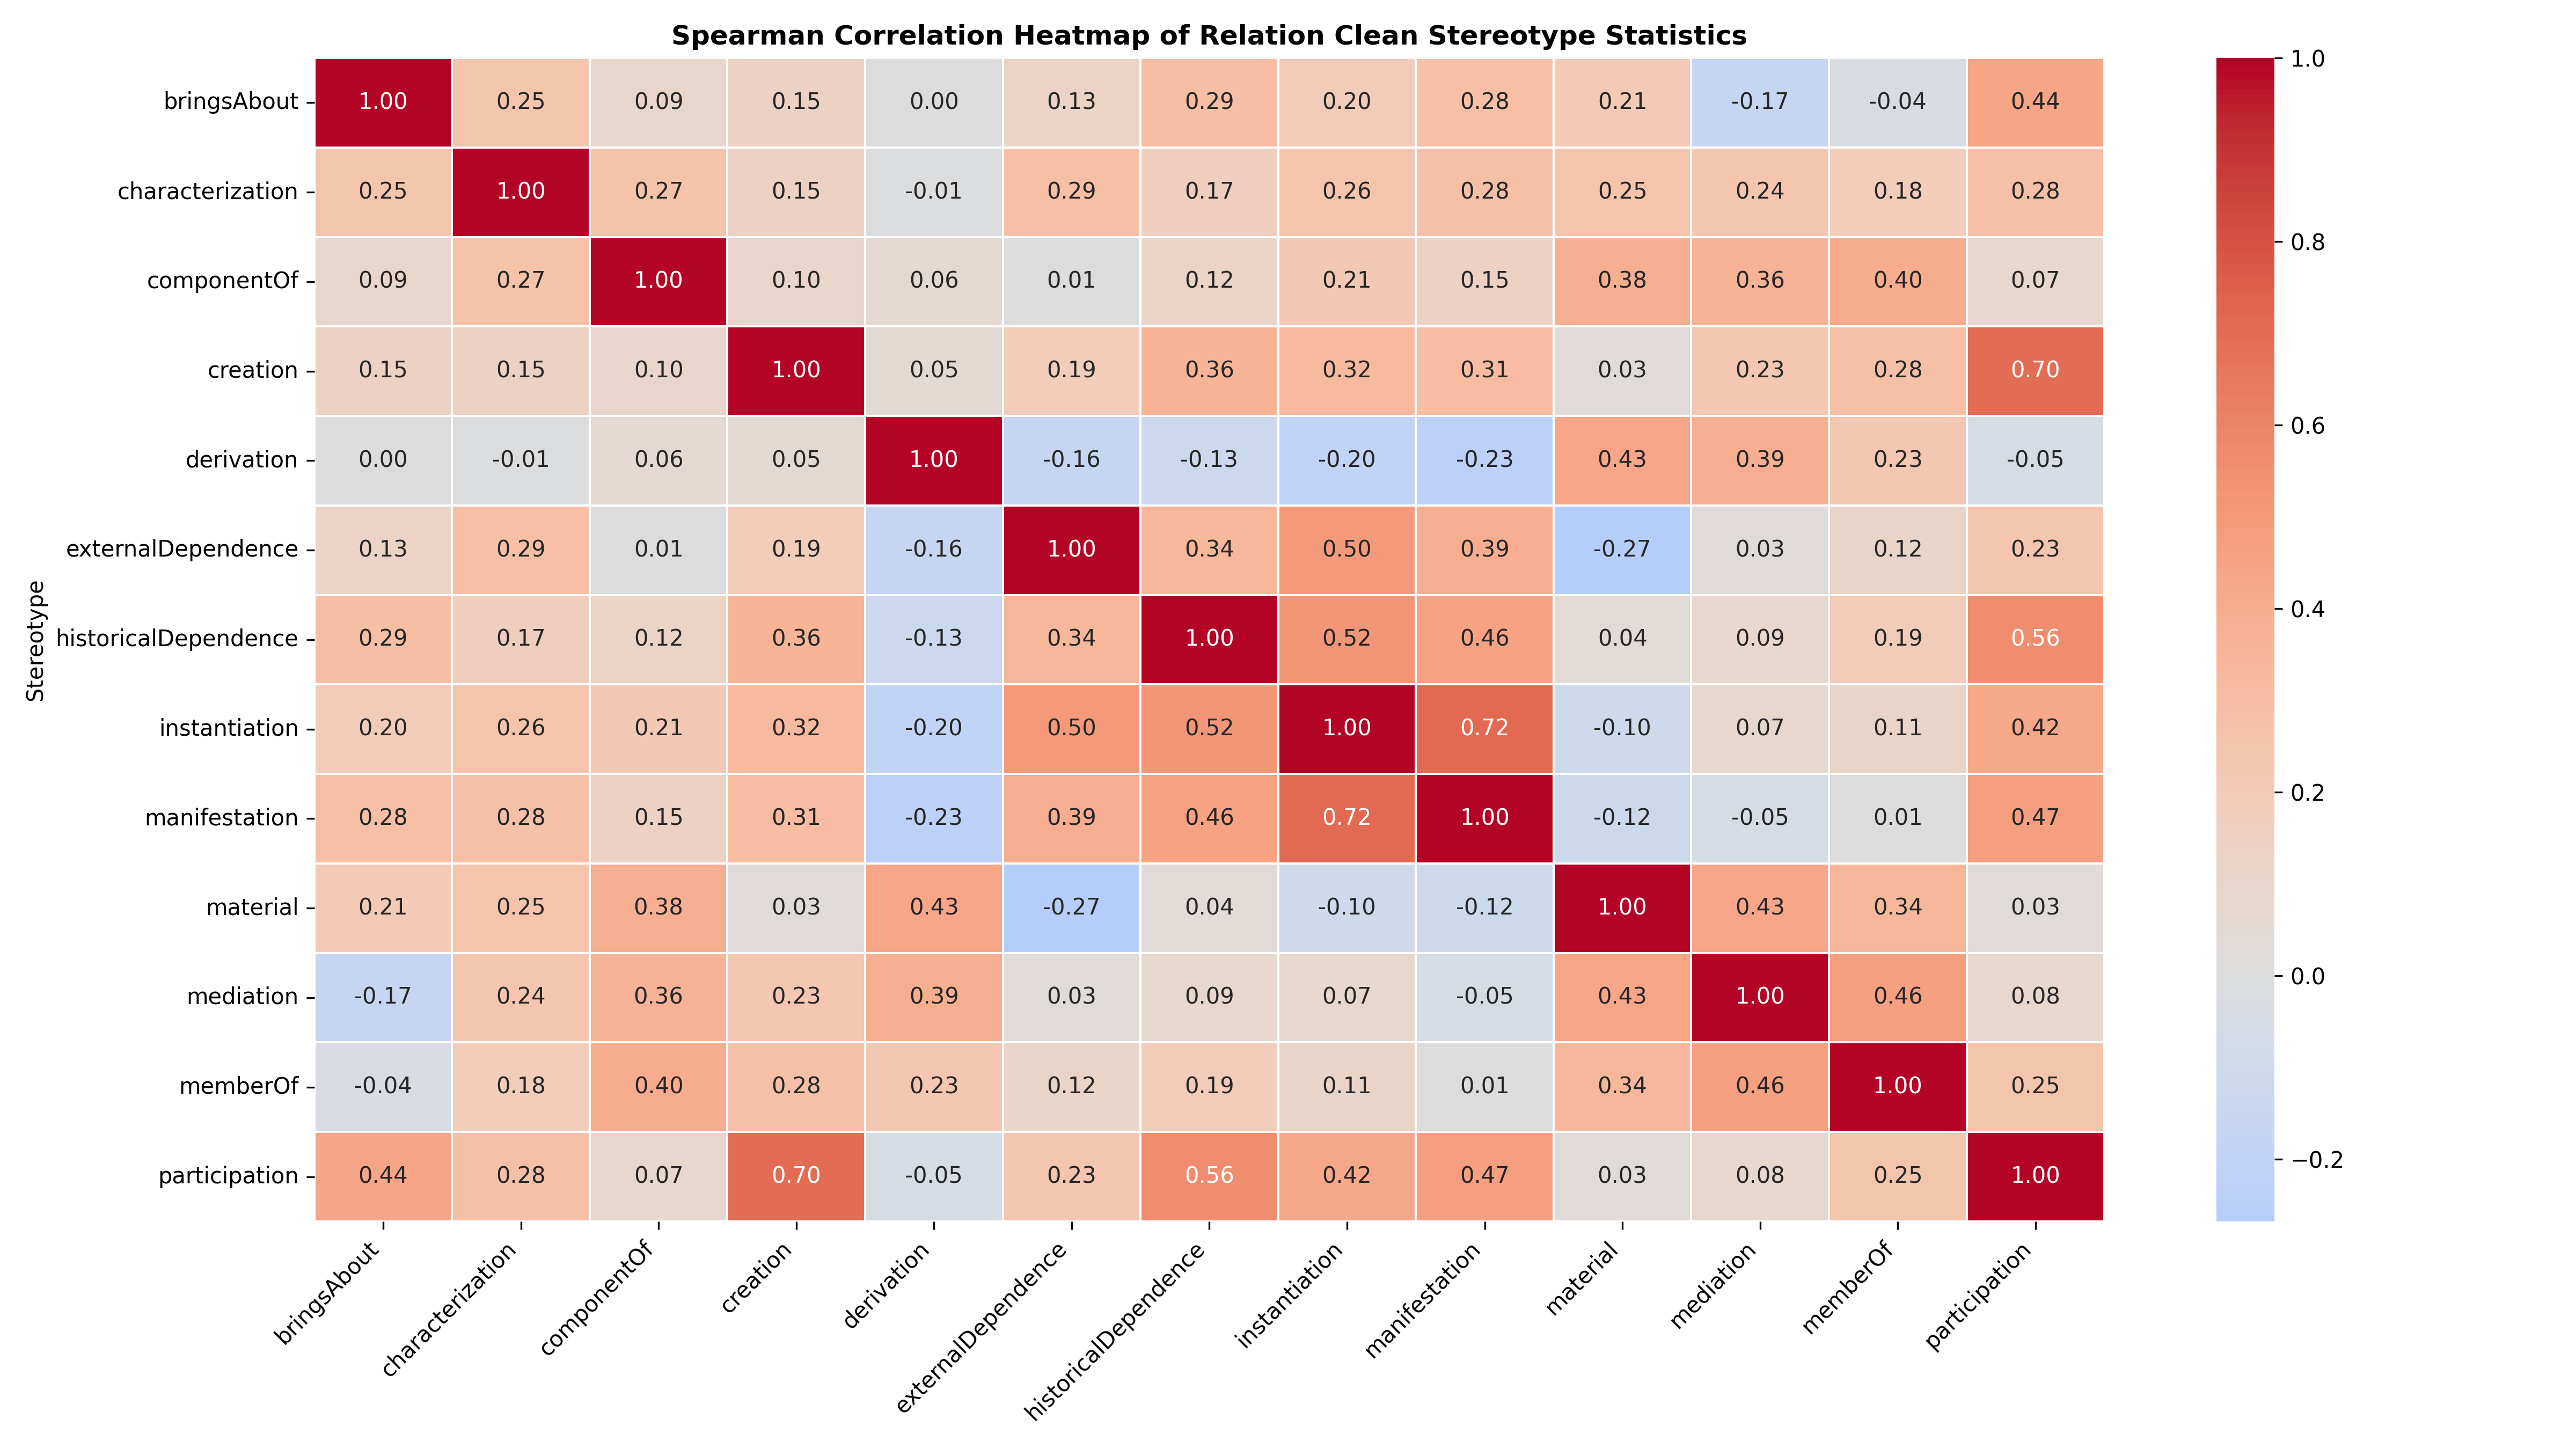 Spearman Correlation Heatmap of Relation Clean Stereotype Statistics
Stereotype
bringsAbout 1.00 0.25 0.09 0.15 0.00 0.13 0.29 0.20 0.28 0.21 -0.17 -0.04 0.44
characterization 0.25 1.00 0.27 0.15 -0.01 0.29 0.17 0.26 0.28 0.25 0.24 0.18 0.28
componentOf 0.09 0.27 1.00 0.10 0.06 0.01 0.12 0.21 0.15 0.38 0.36 0.40 0.07
creation 0.15 0.15 0.10 1.00 0.05 0.19 0.36 0.32 0.31 0.03 0.23 0.28 0.70
derivation 0.00 -0.01 0.06 0.05 1.00 -0.16 -0.13 -0.20 -0.23 0.43 0.39 0.23 -0.05
externalDependence 0.13 0.29 0.01 0.19 -0.16 1.00 0.34 0.50 0.39 -0.27 0.03 0.12 0.23
historicalDependence 0.29 0.17 0.12 0.36 -0.13 0.34 1.00 0.52 0.46 0.04 0.09 0.19 0.56
instantiation 0.20 0.26 0.21 0.32 -0.20 0.50 0.52 1.00 0.72 -0.10 0.07 0.11 0.42
manifestation 0.28 0.28 0.15 0.31 -0.23 0.39 0.46 0.72 1.00 -0.12 -0.05 0.01 0.47
material 0.21 0.25 0.38 0.03 0.43 -0.27 0.04 -0.10 -0.12 1.00 0.43 0.34 0.03
mediation -0.17 0.24 0.36 0.23 0.39 0.03 0.09 0.07 -0.05 0.43 1.00 0.46 0.08
memberOf -0.04 0.18 0.40 0.28 0.23 0.12 0.19 0.11 0.01 0.34 0.46 1.00 0.25
participation 0.44 0.28 0.07 0.70 -0.05 0.23 0.56 0.42 0.47 0.03 0.08 0.25 1.00
bringsAbout characterization componentOf creation derivation externalDependence historicalDependence instantiation manifestation material mediation memberOf participation
1.0
0.8
0.6
0.4
0.2
0.0
−0.2